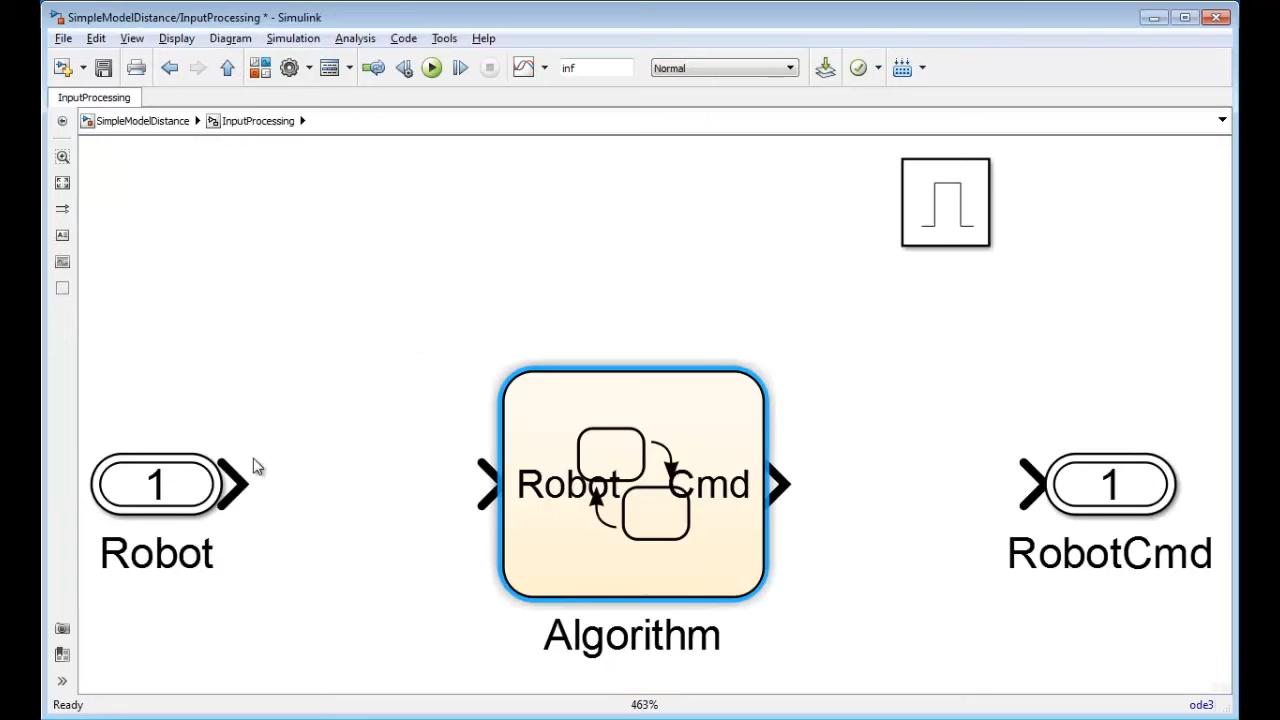 SimpleModelDistance/InputProcessing * - Simulink
File Edit View Display Diagram Simulation Analysis Code Tools Help
inf Normal
InputProcessing
SimpleModelDistance InputProcessing
1
Robot
Robot Cmd
Algorithm
1
RobotCmd
Ready 463% ode3